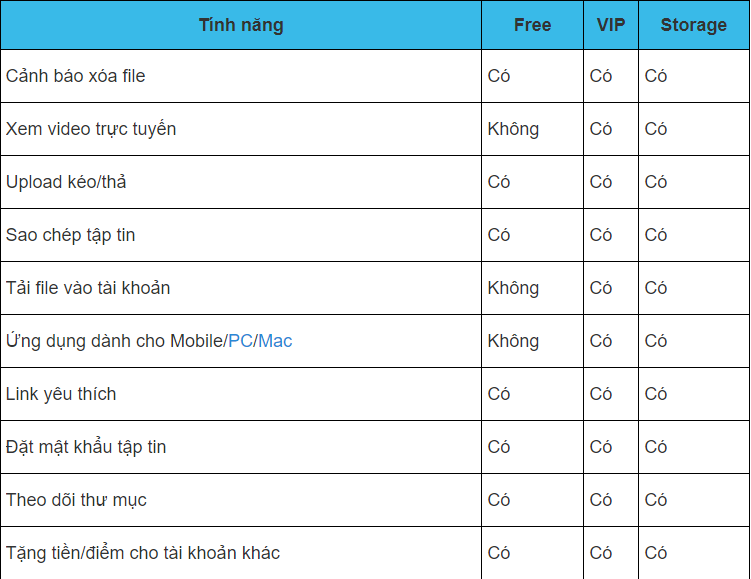 Tính năng Free VIP Storage
Cảnh báo xóa file Có Có Có
Xem video trực tuyến Không Có Có
Upload kéo/thả Có Có Có
Sao chép tập tin Có Có Có
Tải file vào tài khoản Không Có Có
Ứng dụng dành cho Mobile/PC/Mac Không Có Có
Link yêu thích Có Có Có
Đặt mật khẩu tập tin Có Có Có
Theo dõi thư mục Có Có Có
Tặng tiền/điểm cho tài khoản khác Có Có Có